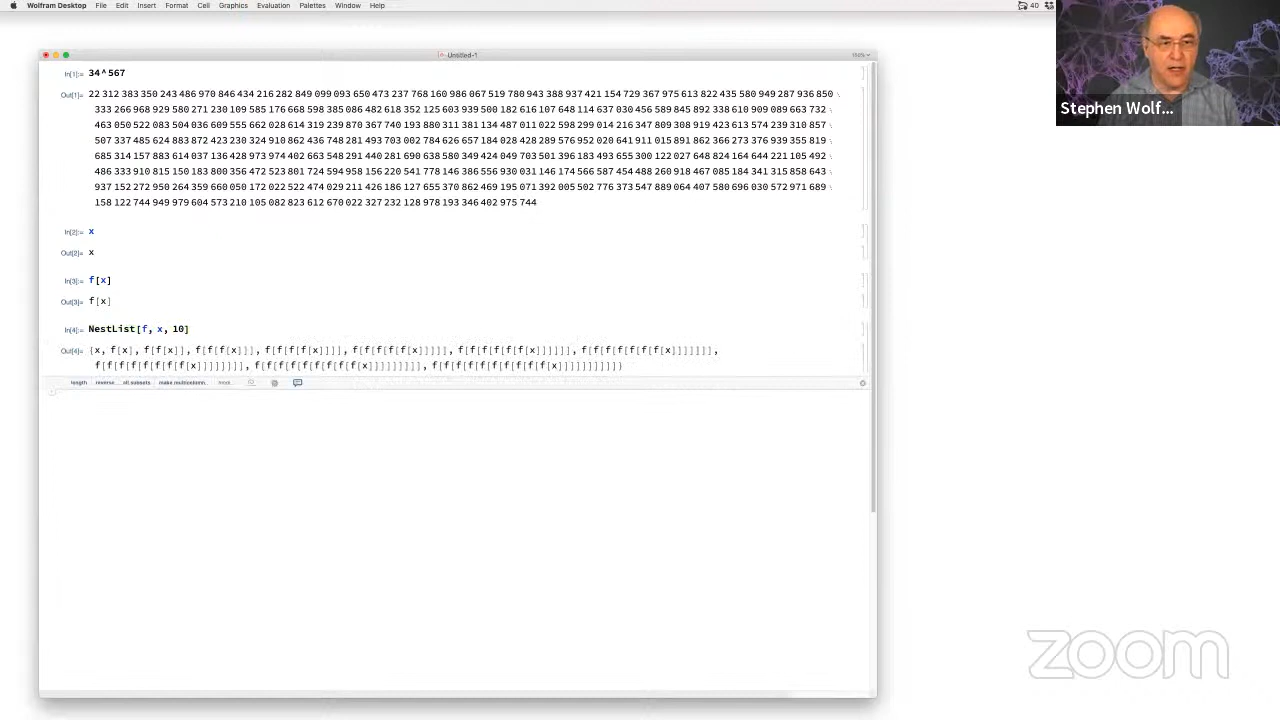 Wolfram Desktop File Edit Insert Format Cell Graphics Evaluation Palettes Window Help 40
Untitled-1
In[1]:= 34^567
Out[1]= 22 312 383 350 243 486 970 846 434 216 282 849 099 093 650 473 237 768 160 986 067 519 780 943 388 937 421 154 729 367 975 613 822 435 580 949 287 936 850 \
333 266 968 929 580 271 230 109 585 176 668 598 385 086 482 618 352 125 603 939 500 182 616 107 648 114 637 030 456 589 845 892 338 610 909 089 663 732
463 050 522 083 504 036 609 555 662 028 614 319 239 871 267 740 193 880 311 381 134 487 011 022 598 299 014 216 347 809 308 919 423 613 574 239 310 857 \
507 337 485 624 883 872 423 230 324 910 862 436 748 281 493 703 002 784 626 657 184 028 428 289 576 952 020 641 911 015 891 862 366 273 376 939 355 819 \
685 314 157 883 614 037 136 428 973 974 402 663 548 291 440 281 690 638 580 349 424 049 703 501 396 183 493 655 300 122 027 648 824 164 644 221 105 492 \
486 333 910 815 150 183 800 356 472 523 801 724 594 958 156 220 541 778 146 386 556 930 031 146 174 566 587 454 488 260 918 467 085 184 341 315 858 643 \
937 152 272 950 264 359 660 050 172 022 522 474 029 211 426 186 127 655 370 862 469 195 071 392 005 502 776 373 547 889 064 407 580 696 030 572 971 689 \
158 122 744 949 979 604 573 210 105 082 823 612 670 022 327 232 128 978 193 346 402 975 744
In[2]:= x
Out[2]= x
In[3]:= f[x]
Out[3]= f[x]
In[4]:= NestList[f, x, 10]
Out[4]= {x, f[x], f[f[x]], f[f[f[x]]], f[f[f[f[x]]]], f[f[f[f[f[x]]]]], f[f[f[f[f[f[x]]]]]], f[f[f[f[f[f[f[x]]]]]]],
f[f[f[f[f[f[f[f[x]]]]]]]], f[f[f[f[f[f[f[f[f[x]]]]]]]]], f[f[f[f[f[f[f[f[f[f[x]]]]]]]]]]}
length reverse all subsets make multicolumn
Stephen Wolf...
zoom